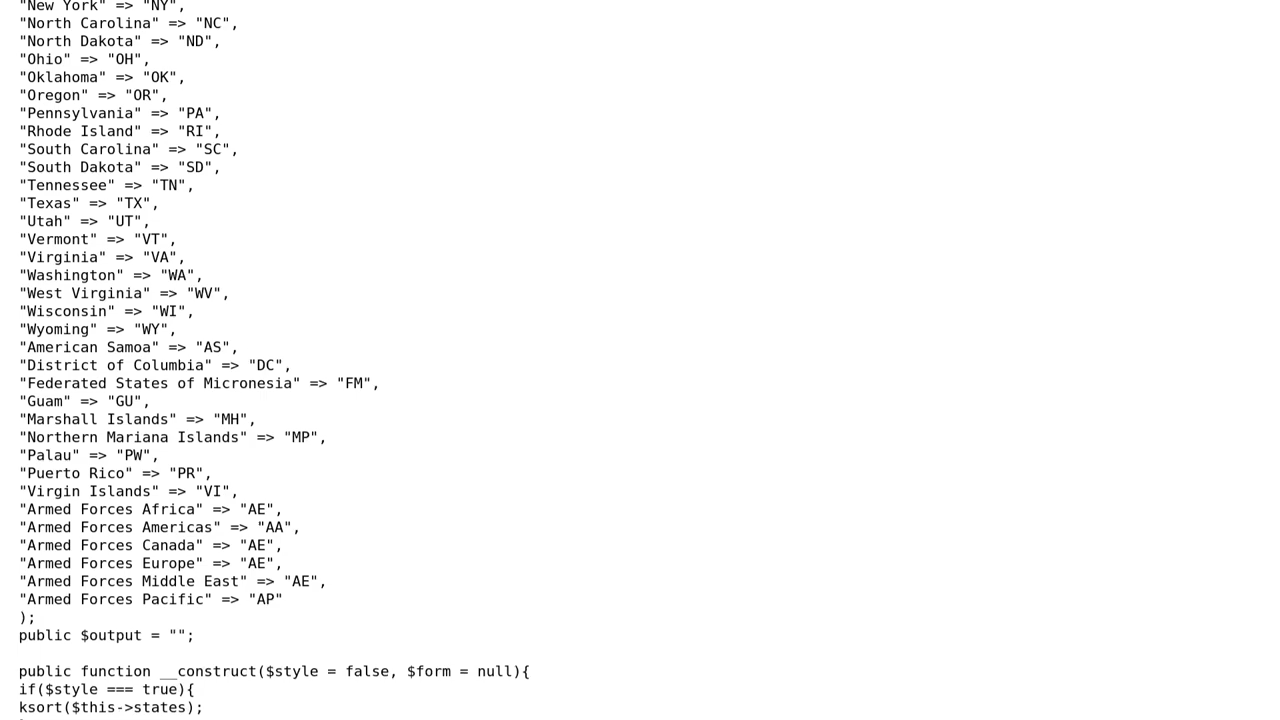 "New York" => "NY",
"North Carolina" => "NC",
"North Dakota" => "ND",
"Ohio" => "OH",
"Oklahoma" => "OK",
"Oregon" => "OR",
"Pennsylvania" => "PA",
"Rhode Island" => "RI",
"South Carolina" => "SC",
"South Dakota" => "SD",
"Tennessee" => "TN",
"Texas" => "TX",
"Utah" => "UT",
"Vermont" => "VT",
"Virginia" => "VA",
"Washington" => "WA",
"West Virginia" => "WV",
"Wisconsin" => "WI",
"Wyoming" => "WY",
"American Samoa" => "AS",
"District of Columbia" => "DC",
"Federated States of Micronesia" => "FM",
"Guam" => "GU",
"Marshall Islands" => "MH",
"Northern Mariana Islands" => "MP",
"Palau" => "PW",
"Puerto Rico" => "PR",
"Virgin Islands" => "VI",
"Armed Forces Africa" => "AE",
"Armed Forces Americas" => "AA",
"Armed Forces Canada" => "AE",
"Armed Forces Europe" => "AE",
"Armed Forces Middle East" => "AE",
"Armed Forces Pacific" => "AP"
);
public $output = "";
public function __construct($style = false, $form = null){
if($style === true){
ksort($this->states);